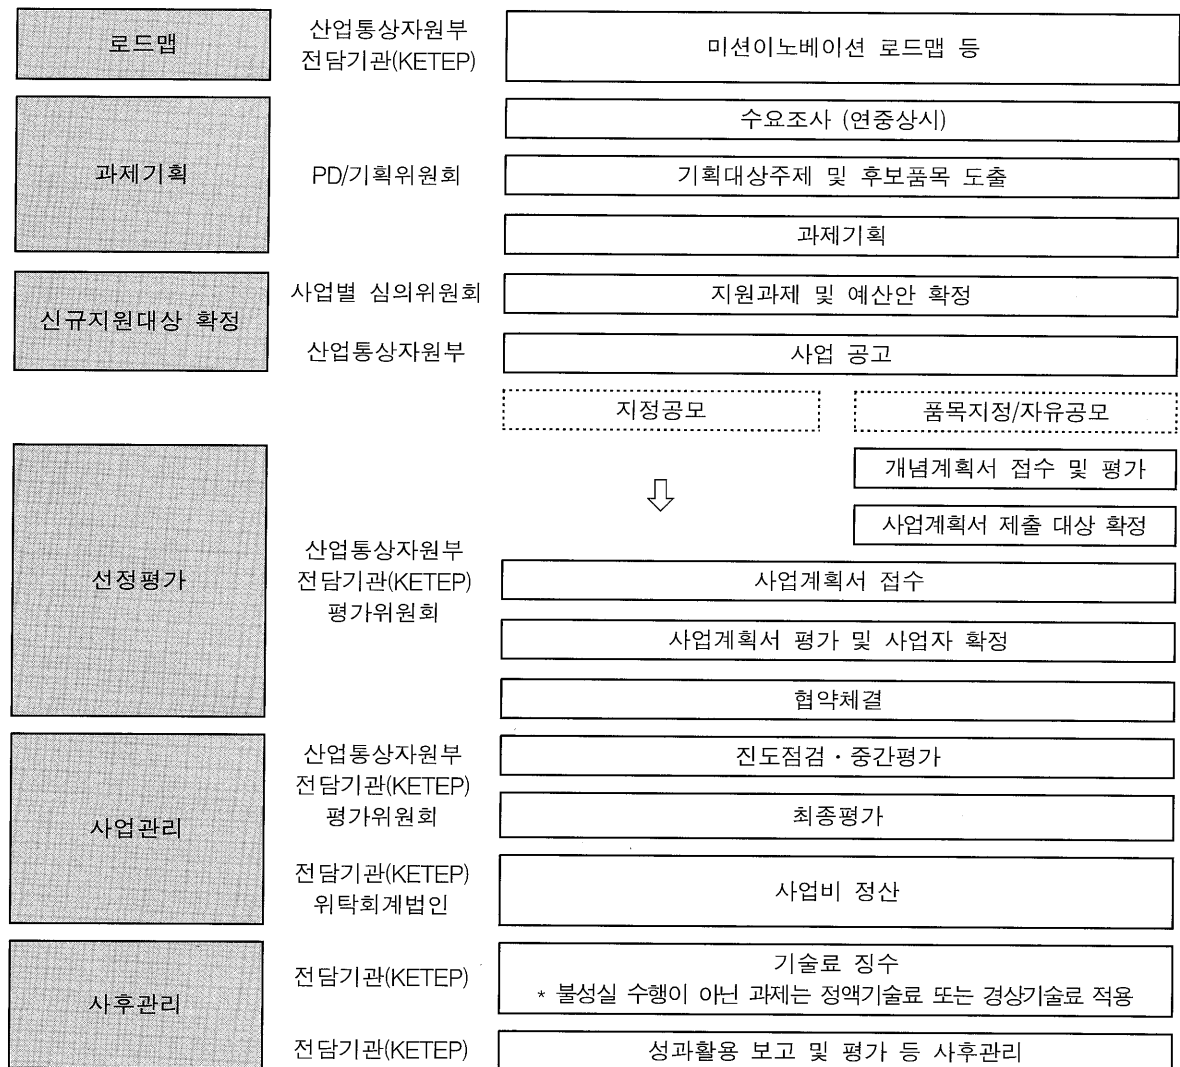 로드맵
산업통상자원부
전담기관(KETEP)
미션이노베이션 로드맵 등
과제기획
PD/기획위원회
수요조사 (연중상시)
기획대상주제 및 후보품목 도출
과제기획
신규지원대상 확정
사업별 심의위원회
지원과제 및 예산안 확정
산업통상자원부
사업 공고
지정공모
품목지정/자유공모
개념계획서 접수 및 평가
사업계획서 제출 대상 확정
선정평가
산업통상자원부
전담기관(KETEP)
평가위원회
사업계획서 접수
사업계획서 평가 및 사업자 확정
협약체결
사업관리
산업통상자원부
전담기관(KETEP)
평가위원회
진도점검・중간평가
최종평가
전담기관(KETEP)
위탁회계법인
사업비 정산
사후관리
전담기관(KETEP)
기술료 징수
* 불성실 수행이 아닌 과제는 정액기술료 또는 경상기술료 적용
전담기관(KETEP)
성과활용 보고 및 평가 등 사후관리